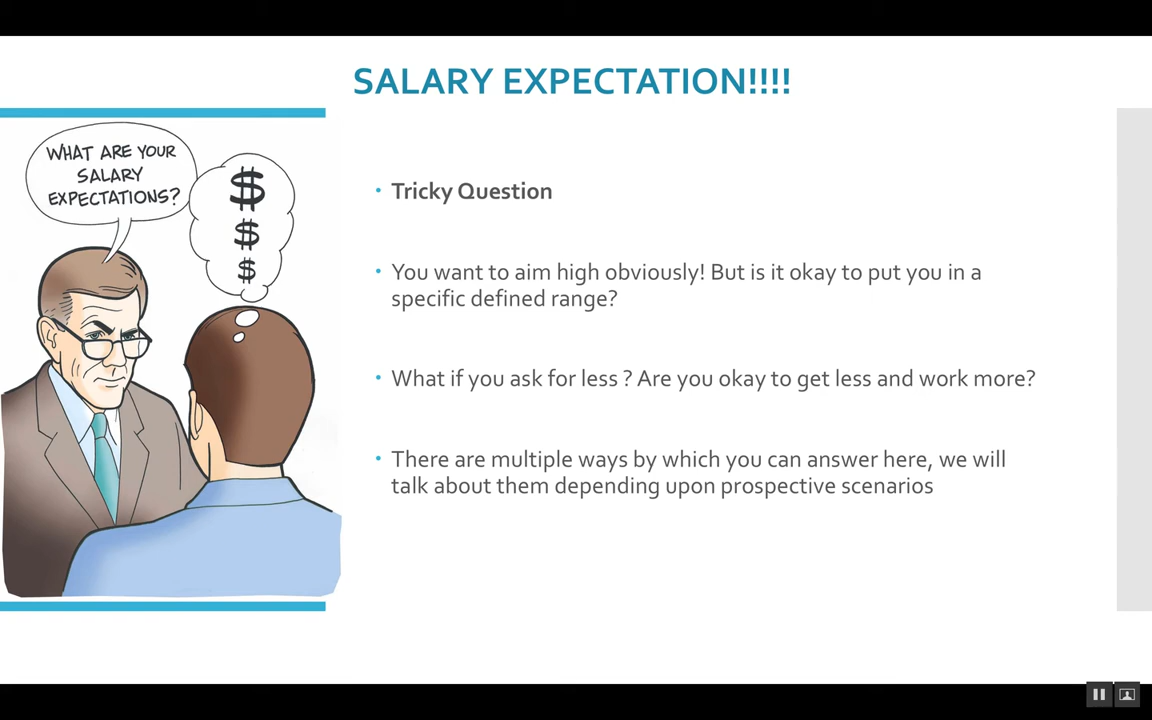 SALARY EXPECTATION!!!!
WHAT ARE YOUR
SALARY
EXPECTATIONS?
$
$
$
• Tricky Question
• You want to aim high obviously! But is it okay to put you in a
specific defined range?
• What if you ask for less ? Are you okay to get less and work more?
• There are multiple ways by which you can answer here, we will
talk about them depending upon prospective scenarios